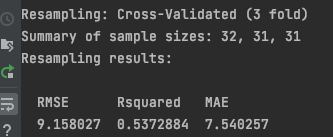 Resampling: Cross-Validated (3 fold)
Summary of sample sizes: 32, 31, 31
Resampling results:
RMSE Rsquared MAE
9.158027 0.5372884 7.540257